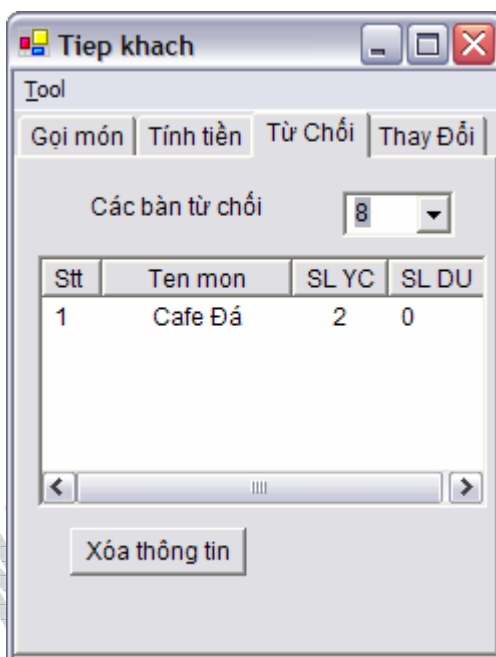 Tiep khach
Tool
Gọi món Tính tiền Từ Chối Thay Đổi
Các bàn từ chối 8
Stt Ten mon SL YC SL DU
1 Cafe Đá 2 0
Xóa thông tin